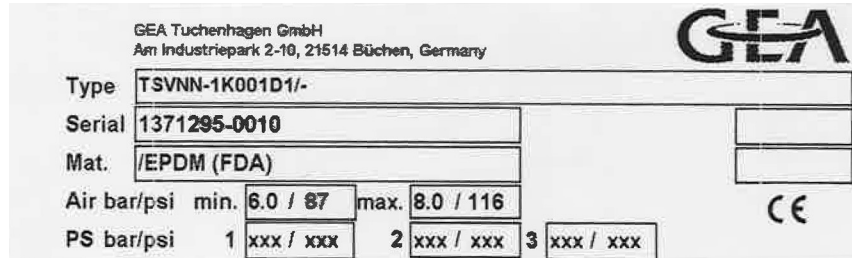 GEA Tuchenhagen GmbH
Am Industriepark 2-10, 21514 Büchen, Germany
GEA
Type TSVNN-1K001D1/-
Serial 1371295-0010
Mat. /EPDM (FDA)
Air bar/psi min. 6.0 / 87 max. 8.0 / 116
CE
PS bar/psi 1 xxx / xxx 2 xxx / xxx 3 xxx / xxx